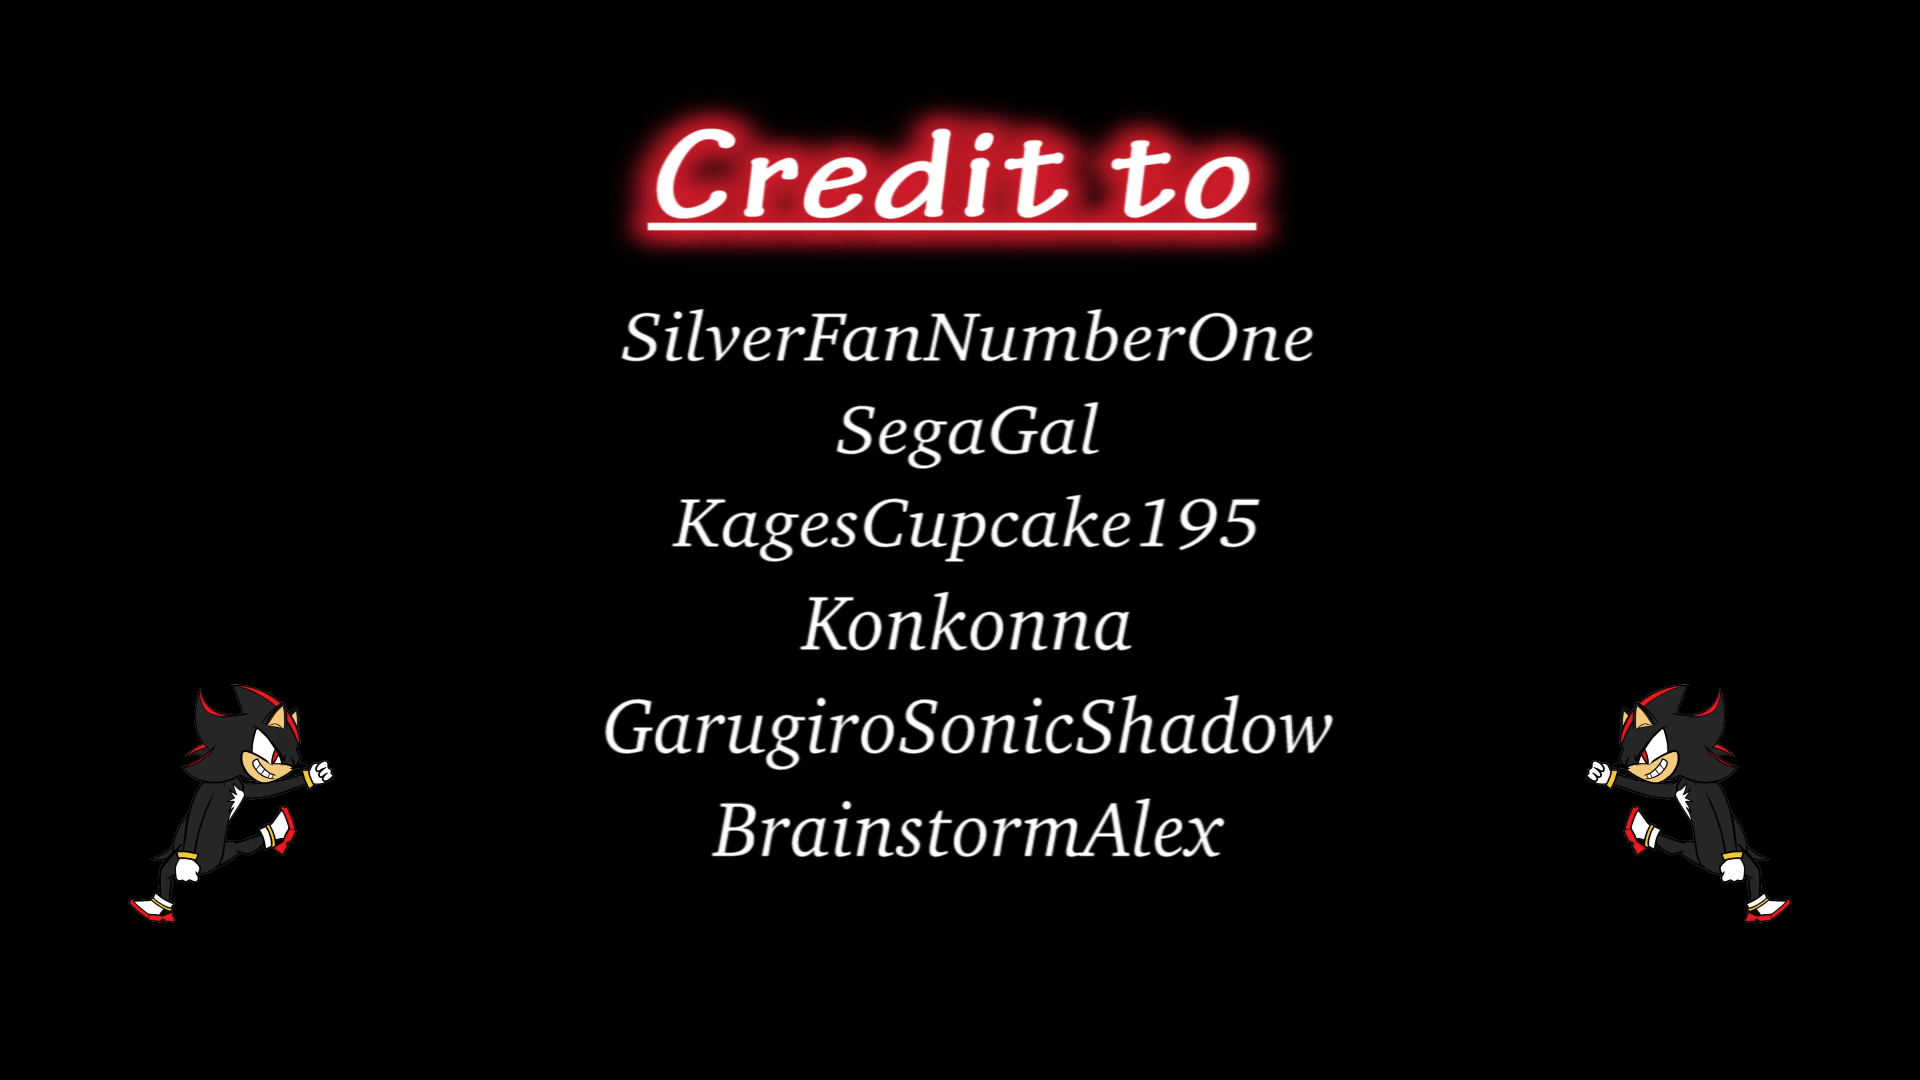 Credit to
SilverFanNumberOne
SegaGal
KagesCupcake195
Konkonna
GarugiroSonicShadow
BrainstormAlex